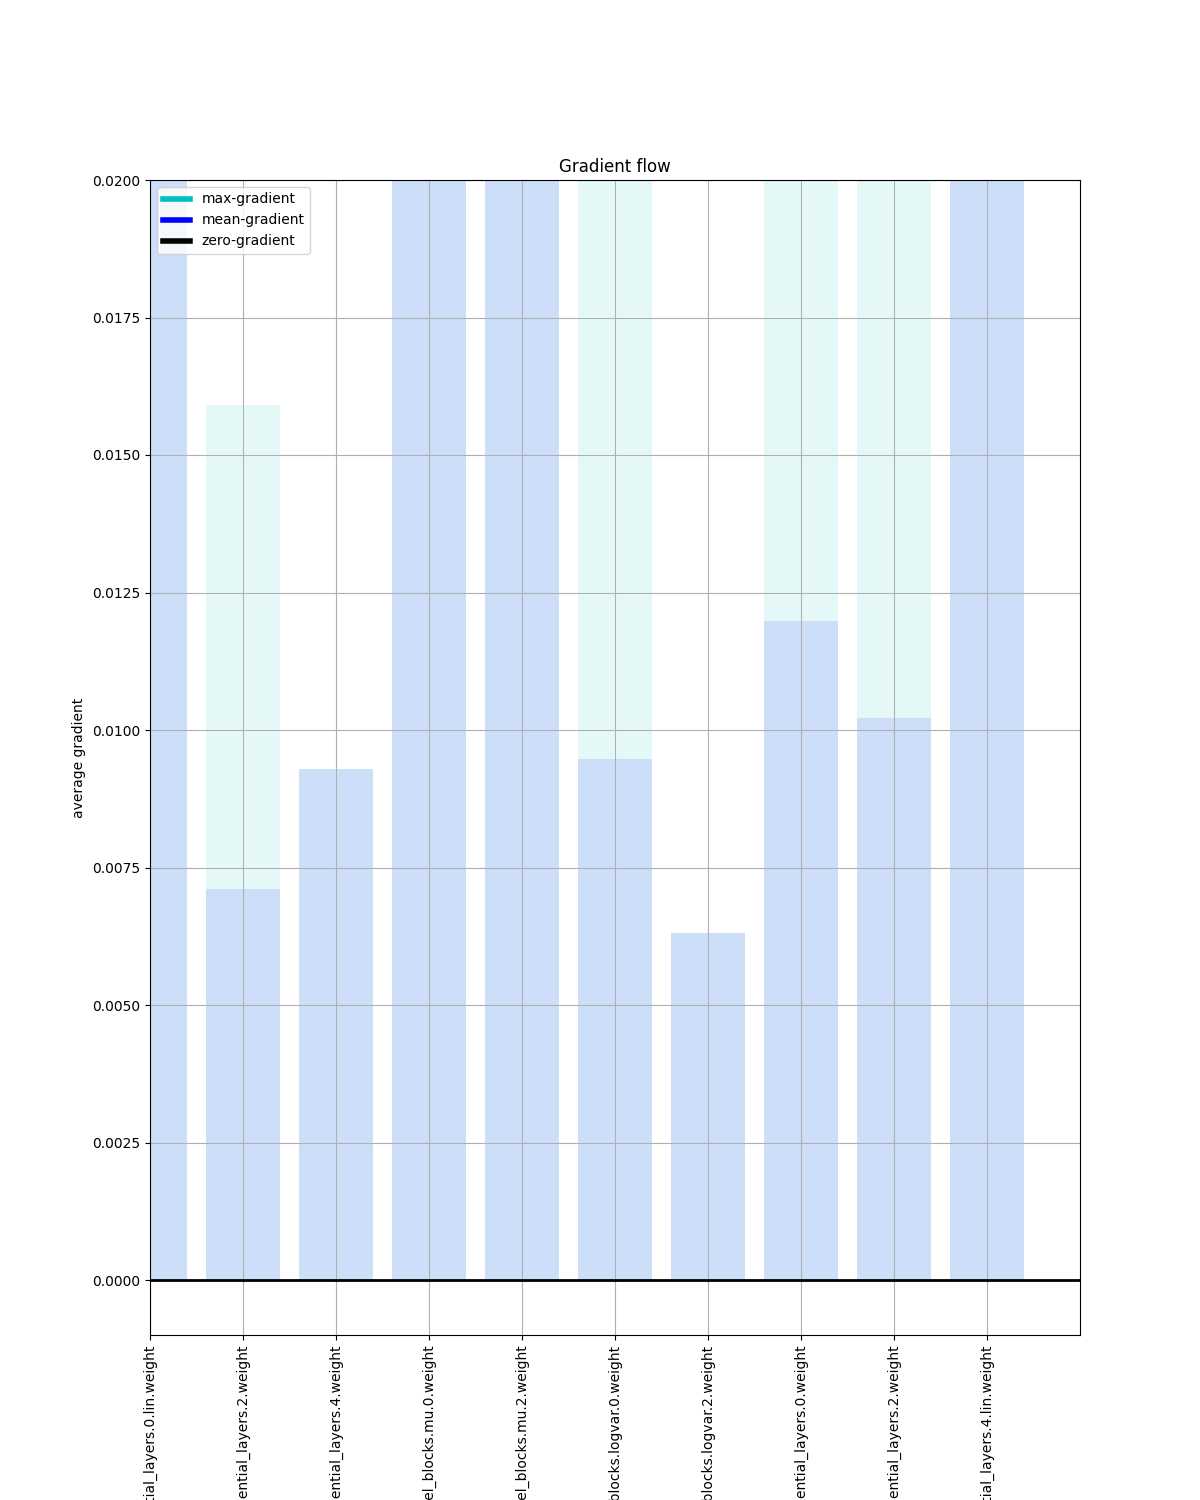 Gradient flow
max-gradient
mean-gradient
zero-gradient
0.0200
0.0175
0.0150
0.0125
0.0100
0.0075
0.0050
0.0025
0.0000
average gradient
tial_layers.0.lin.weight
ential_layers.2.weight
ential_layers.4.weight
el_blocks.mu.0.weight
el_blocks.mu.2.weight
blocks.logvar.0.weight
blocks.logvar.2.weight
ential_layers.0.weight
ential_layers.2.weight
tial_layers.4.lin.weight